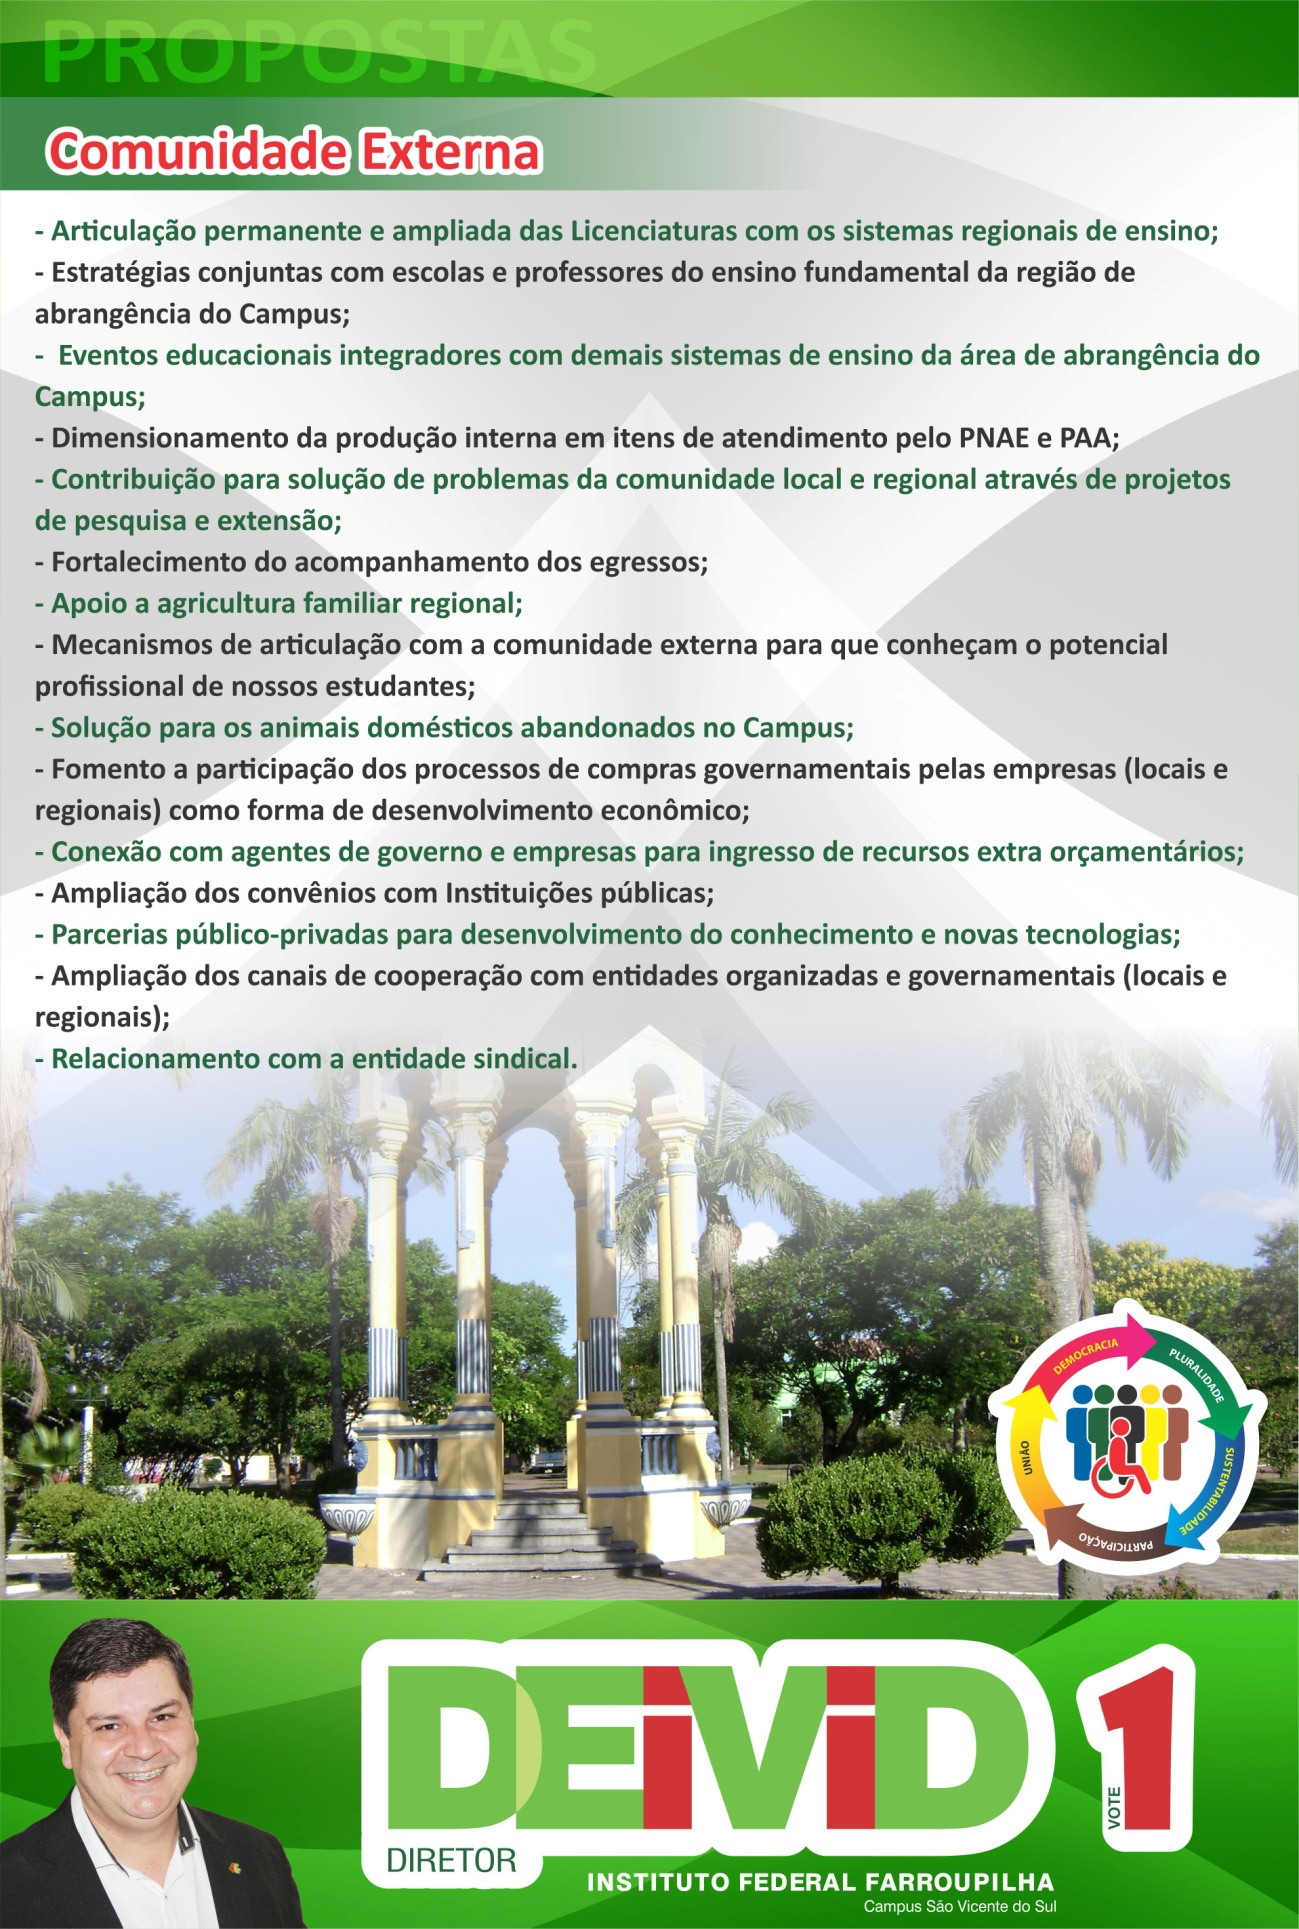 PROPOSTAS
Comunidade Externa
- Articulação permanente e ampliada das Licenciaturas com os sistemas regionais de ensino;
- Estratégias conjuntas com escolas e professores do ensino fundamental da região de
abrangência do Campus;
- Eventos educacionais integradores com demais sistemas de ensino da área de abrangência do
Campus;
- Dimensionamento da produção interna em itens de atendimento pelo PNAE e PAA;
- Contribuição para solução de problemas da comunidade local e regional através de projetos
de pesquisa e extensão;
- Fortalecimento do acompanhamento dos egressos;
- Apoio a agricultura familiar regional;
- Mecanismos de articulação com a comunidade externa para que conheçam o potencial
profissional de nossos estudantes;
- Solução para os animais domésticos abandonados no Campus;
- Fomento a participação dos processos de compras governamentais pelas empresas (locais e
regionais) como forma de desenvolvimento econômico;
- Conexão com agentes de governo e empresas para ingresso de recursos extra orçamentários;
- Ampliação dos convênios com Instituições públicas;
- Parcerias público-privadas para desenvolvimento do conhecimento e novas tecnologias;
- Ampliação dos canais de cooperação com entidades organizadas e governamentais (locais e
regionais);
- Relacionamento com a entidade sindical.
DEMOCRACIA
PLURALIDADE
SUSTENTABILIDADE
PARTICIPAÇÃO
UNIÃO
DEiViD
VOTE 1
DIRETOR
INSTITUTO FEDERAL FARROUPILHA
Campus São Vicente do Sul